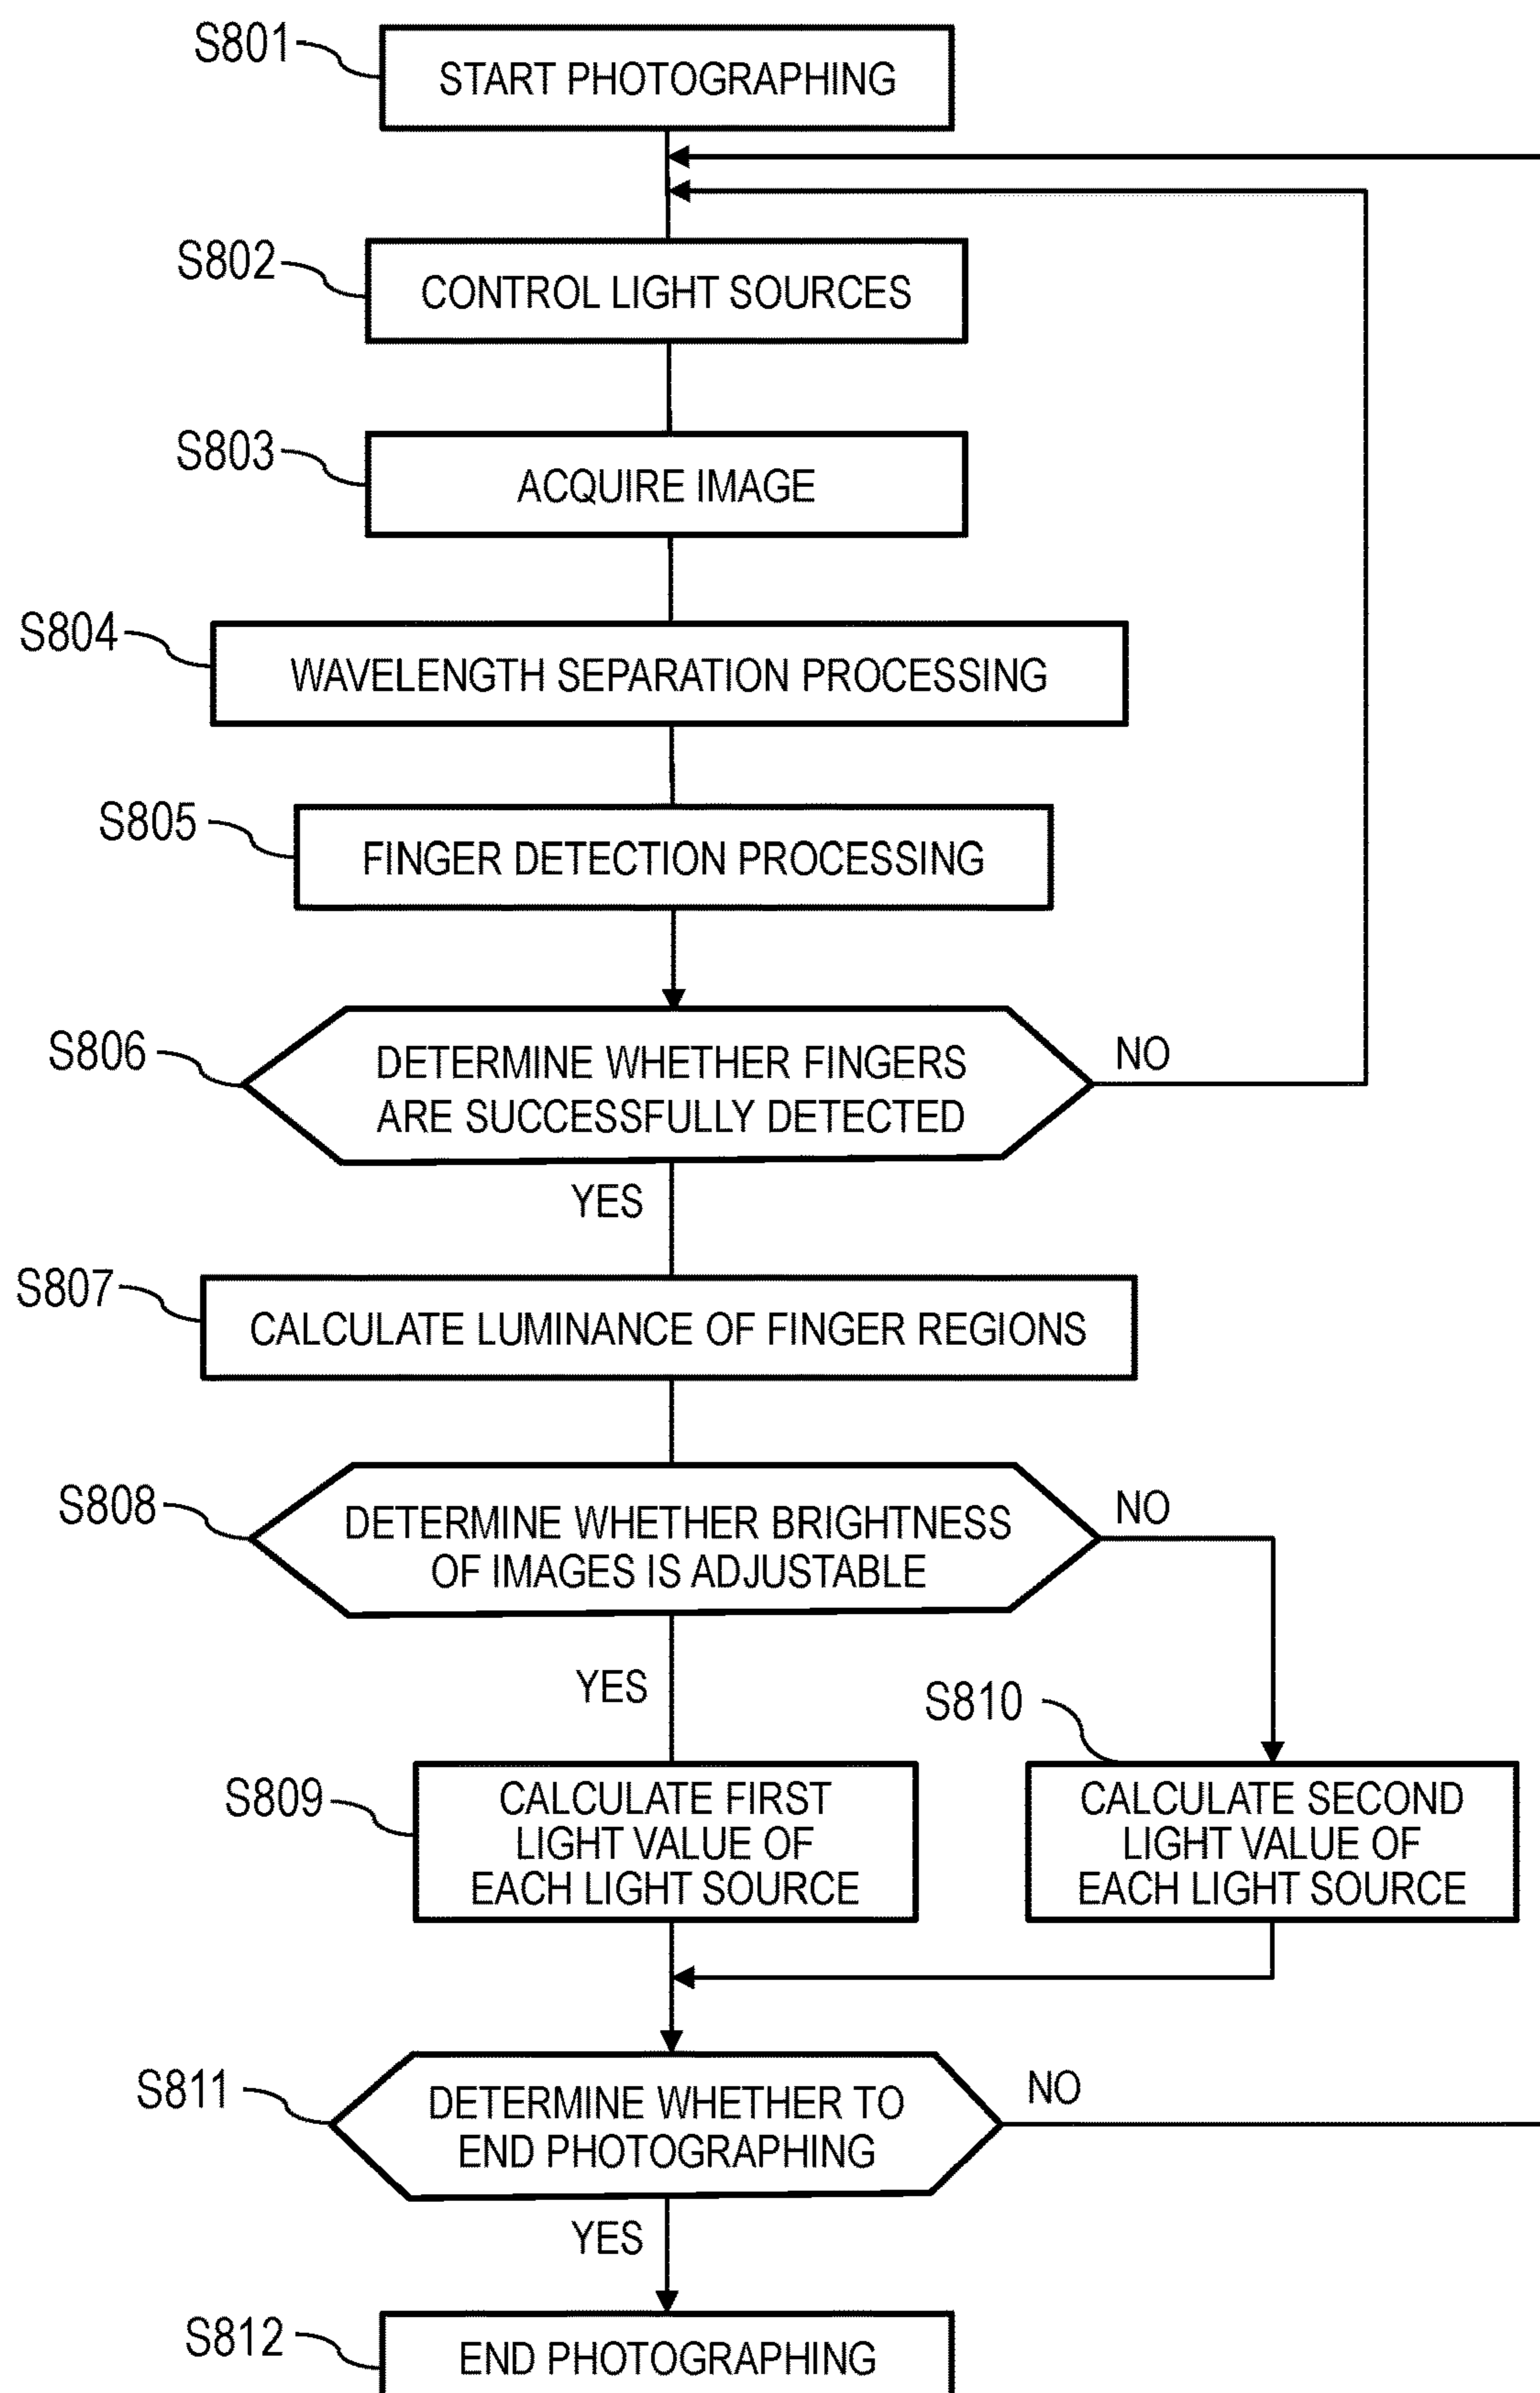 S801
START PHOTOGRAPHING
S802
CONTROL LIGHT SOURCES
S803
ACQUIRE IMAGE
S804
WAVELENGTH SEPARATION PROCESSING
S805
FINGER DETECTION PROCESSING
S806
DETERMINE WHETHER FINGERS
ARE SUCCESSFULLY DETECTED
NO
YES
S807
CALCULATE LUMINANCE OF FINGER REGIONS
S808
DETERMINE WHETHER BRIGHTNESS
OF IMAGES IS ADJUSTABLE
NO
YES
S809
CALCULATE FIRST
LIGHT VALUE OF
EACH LIGHT SOURCE
S810
CALCULATE SECOND
LIGHT VALUE OF
EACH LIGHT SOURCE
S811
DETERMINE WHETHER TO
END PHOTOGRAPHING
NO
YES
S812
END PHOTOGRAPHING